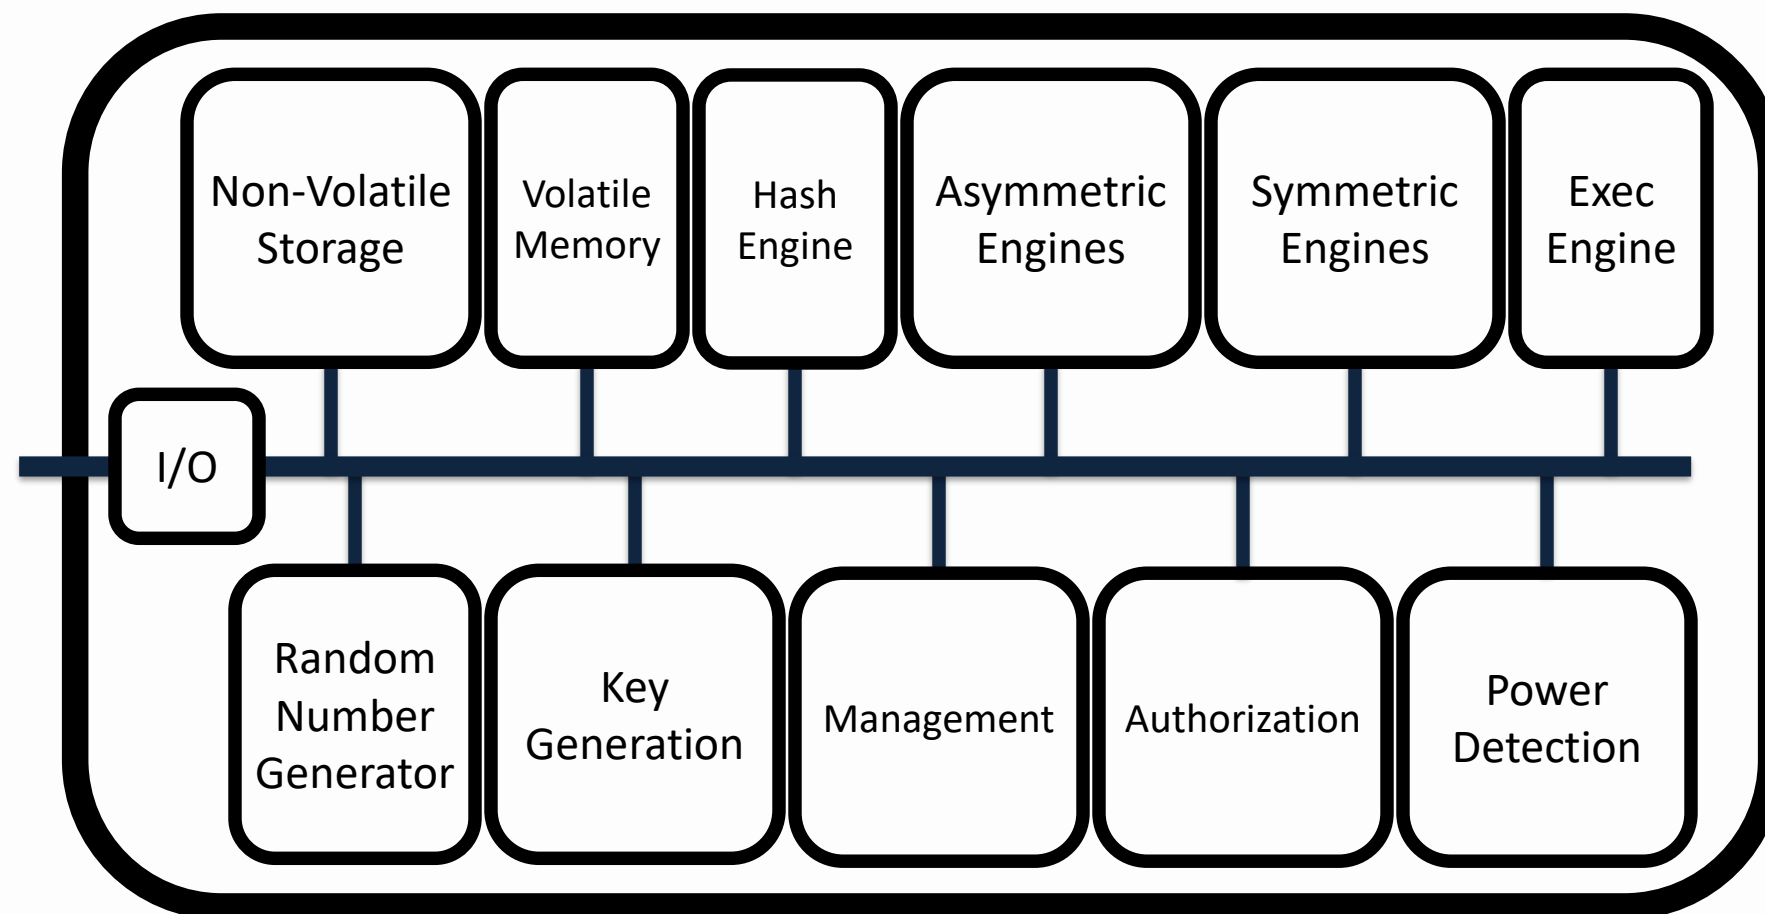 Non-Volatile
Storage
Volatile
Memory
Hash
Engine
Asymmetric
Engines
Symmetric
Engines
Exec
Engine
I/O
Random
Number
Generator
Key
Generation
Management
Authorization
Power
Detection